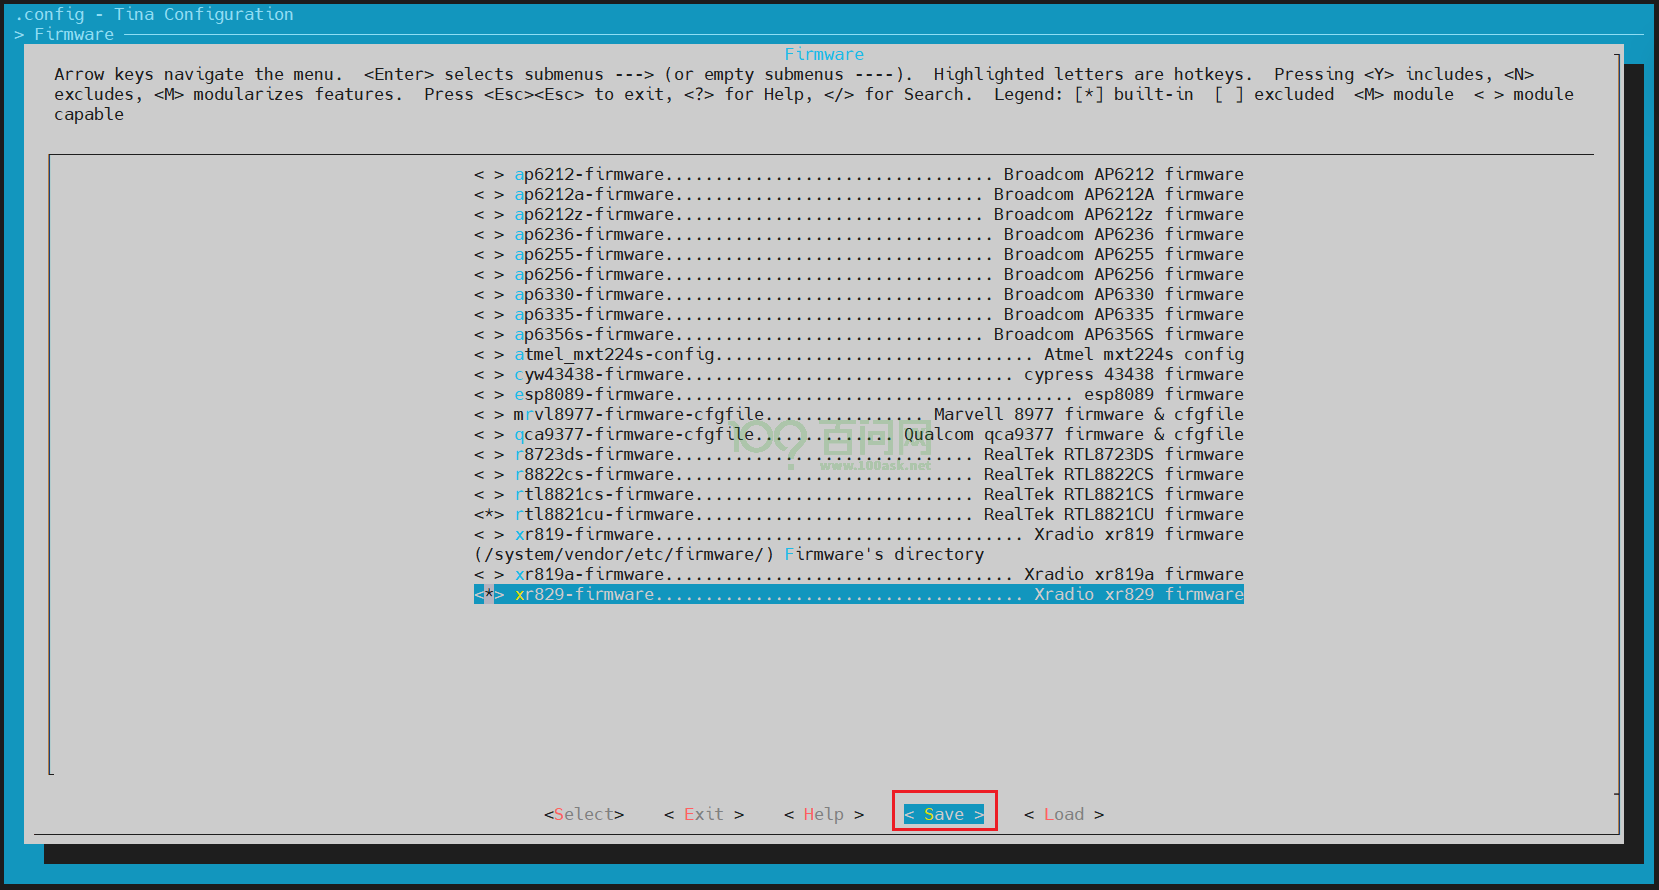 .config - Tina Configuration
> Firmware
Firmware
Arrow keys navigate the menu.  <Enter> selects submenus ---> (or empty submenus ----).  Highlighted letters are hotkeys.  Pressing <Y> includes, <N>
excludes, <M> modularizes features.  Press <Esc><Esc> to exit, <?> for Help, </> for Search.  Legend: [*] built-in  [ ] excluded  <M> module  < > module
capable
< > ap6212-firmware................................. Broadcom AP6212 firmware
< > ap6212a-firmware............................... Broadcom AP6212A firmware
< > ap6212z-firmware............................... Broadcom AP6212z firmware
< > ap6236-firmware................................. Broadcom AP6236 firmware
< > ap6255-firmware................................. Broadcom AP6255 firmware
< > ap6256-firmware................................. Broadcom AP6256 firmware
< > ap6330-firmware................................. Broadcom AP6330 firmware
< > ap6335-firmware................................. Broadcom AP6335 firmware
< > ap6356s-firmware............................... Broadcom AP6356S firmware
< > atmel_mxt224s-config................................ Atmel mxt224s config
< > cyw43438-firmware................................. cypress 43438 firmware
< > esp8089-firmware........................................ esp8089 firmware
< > mrvl8977-firmware-cfgfile................ Marvell 8977 firmware & cfgfile
< > qca9377-firmware-cfgfile.............. Qualcom qca9377 firmware & cfgfile
< > r8723ds-firmware.............................. RealTek RTL8723DS firmware
< > r8822cs-firmware.............................. RealTek RTL8822CS firmware
< > rtl8821cs-firmware............................ RealTek RTL8821CS firmware
<*> rtl8821cu-firmware............................ RealTek RTL8821CU firmware
< > xr819-firmware.................................... Xradio xr819 firmware
(/system/vendor/etc/firmware/) Firmware's directory
< > xr819a-firmware................................... Xradio xr819a firmware
<*> xr829-firmware..................................... Xradio xr829 firmware
100? 百问网
www.100ask.net
<Select>    < Exit >    < Help >    < Save >    < Load >